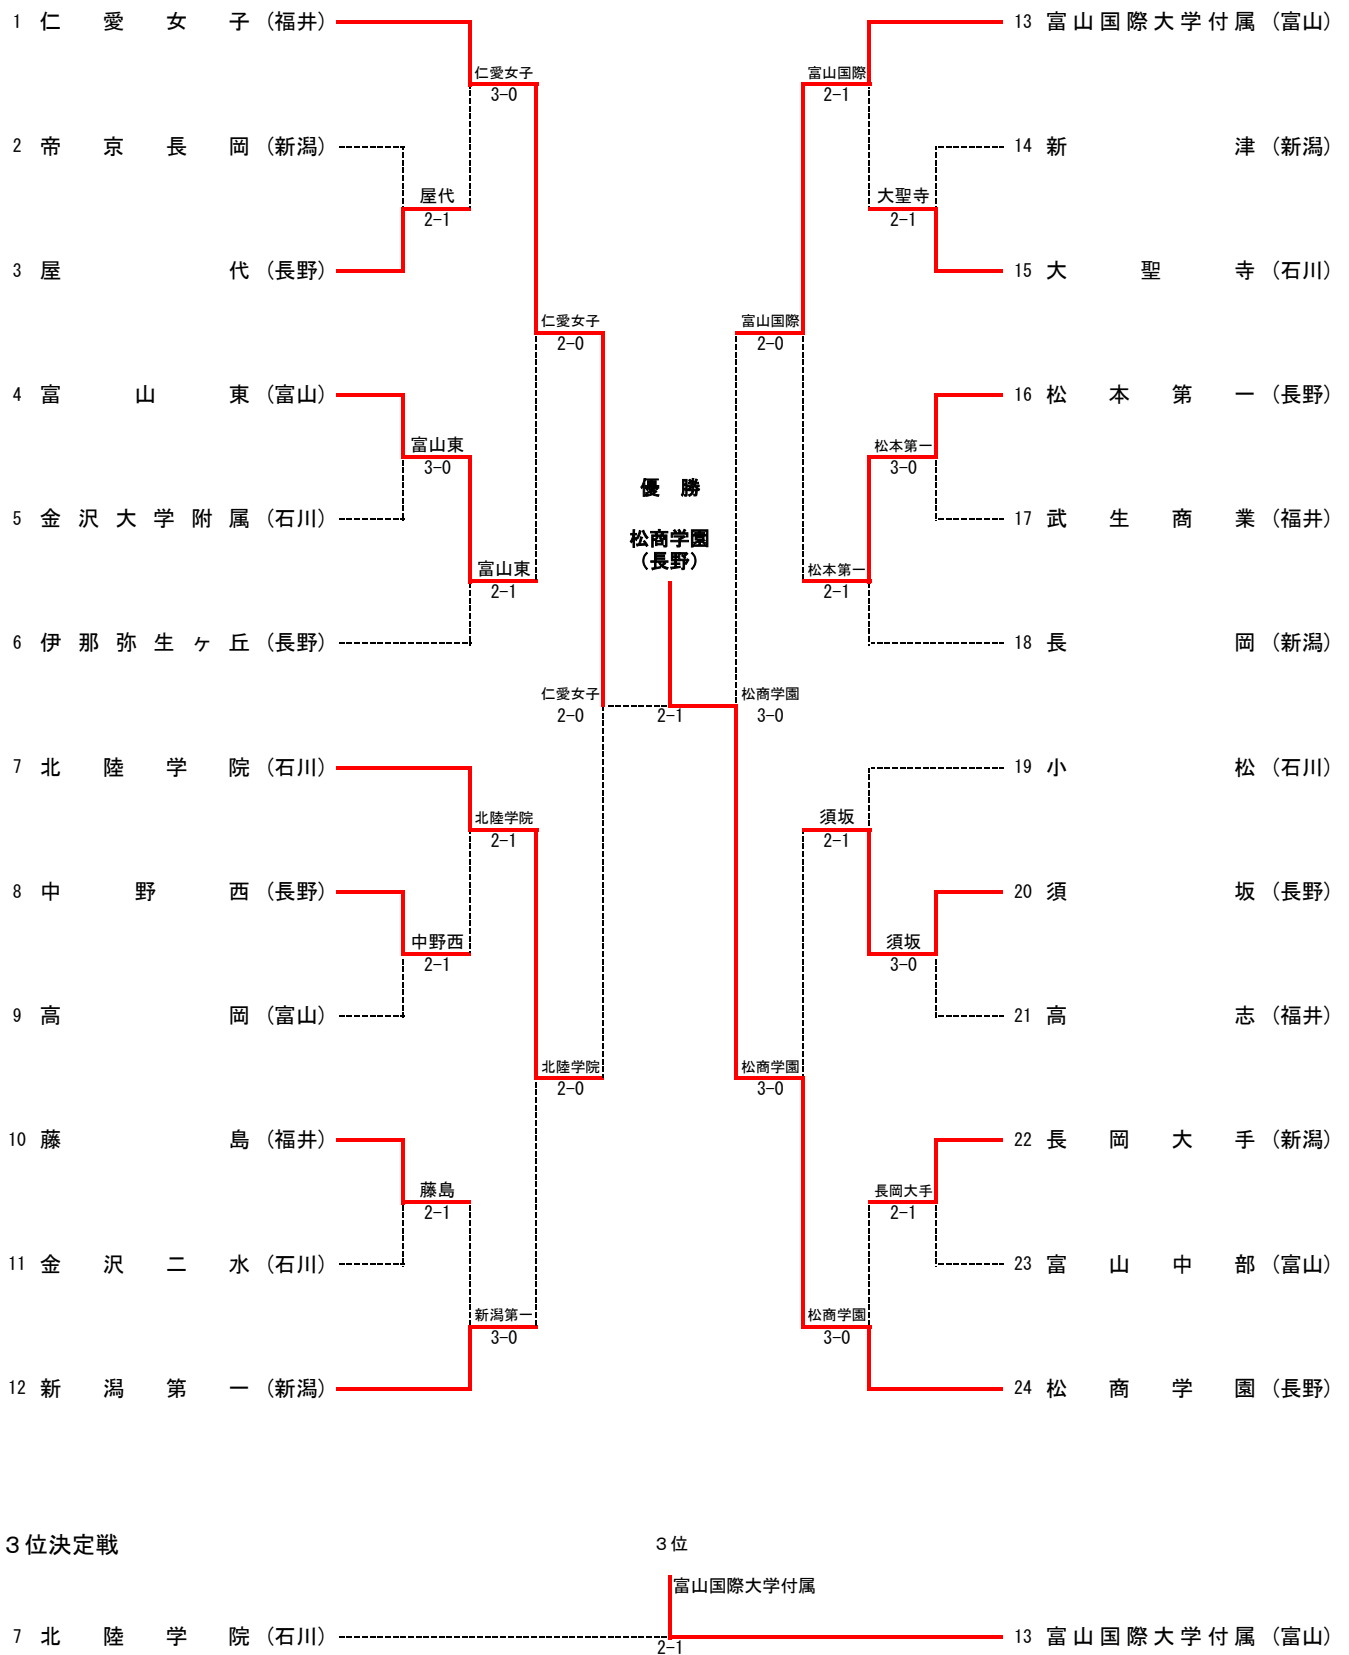 1 仁愛女子 (福井)
13 富山国際大学付属 (富山)
仁愛女子
3-0
富山国際
2-1
2 帝京長岡 (新潟)
14 新津 (新潟)
屋代
2-1
大聖寺
2-1
3 屋代 (長野)
15 大聖寺 (石川)
仁愛女子
2-0
富山国際
2-0
4 富山東 (富山)
16 松本第一 (長野)
富山東
3-0
松本第一
3-0
優勝
5 金沢大学附属 (石川)
17 武生商業 (福井)
松商学園
(長野)
富山東
2-1
松本第一
2-1
6 伊那弥生ヶ丘 (長野)
18 長岡 (新潟)
仁愛女子
2-0
2-1
松商学園
3-0
7 北陸学院 (石川)
19 小松 (石川)
北陸学院
2-1
須坂
2-1
8 中野西 (長野)
20 須坂 (長野)
中野西
2-1
須坂
3-0
9 高岡 (富山)
21 高志 (福井)
北陸学院
2-0
松商学園
3-0
10 藤島 (福井)
22 長岡大手 (新潟)
藤島
2-1
長岡大手
2-1
11 金沢二水 (石川)
23 富山中部 (富山)
新潟第一
3-0
松商学園
3-0
12 新潟第一 (新潟)
24 松商学園 (長野)
３位決定戦
３位
富山国際大学付属
7 北陸学院 (石川)
2-1
13 富山国際大学付属 (富山)